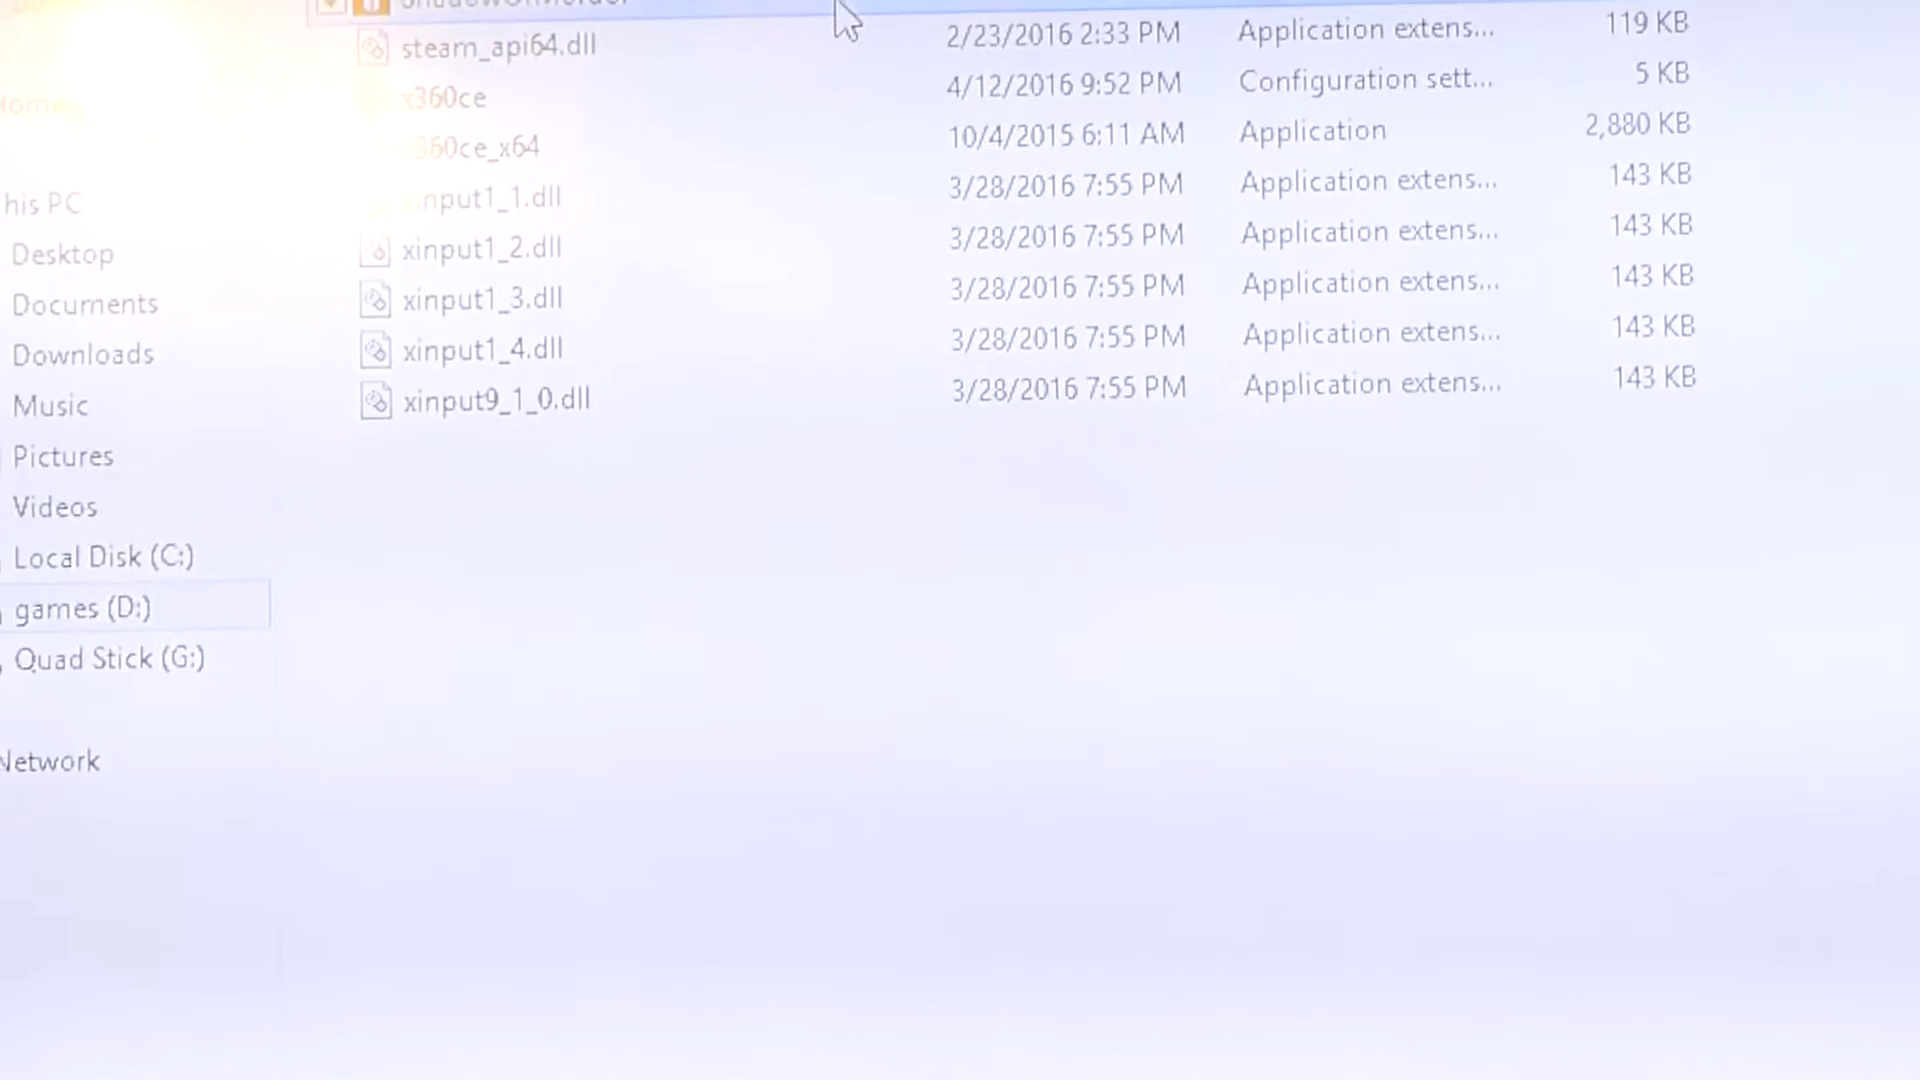 ShadowOfMordor
steam_api64.dll 2/23/2016 2:33 PM Application extens... 119 KB
x360ce 4/12/2016 9:52 PM Configuration sett... 5 KB
360ce_x64 10/4/2015 6:11 AM Application 2,880 KB
input1_1.dll 3/28/2016 7:55 PM Application extens... 143 KB
xinput1_2.dll 3/28/2016 7:55 PM Application extens... 143 KB
xinput1_3.dll 3/28/2016 7:55 PM Application extens... 143 KB
xinput1_4.dll 3/28/2016 7:55 PM Application extens... 143 KB
xinput9_1_0.dll 3/28/2016 7:55 PM Application extens... 143 KB
Home
his PC
Desktop
Documents
Downloads
Music
Pictures
Videos
Local Disk (C:)
games (D:)
Quad Stick (G:)
Network